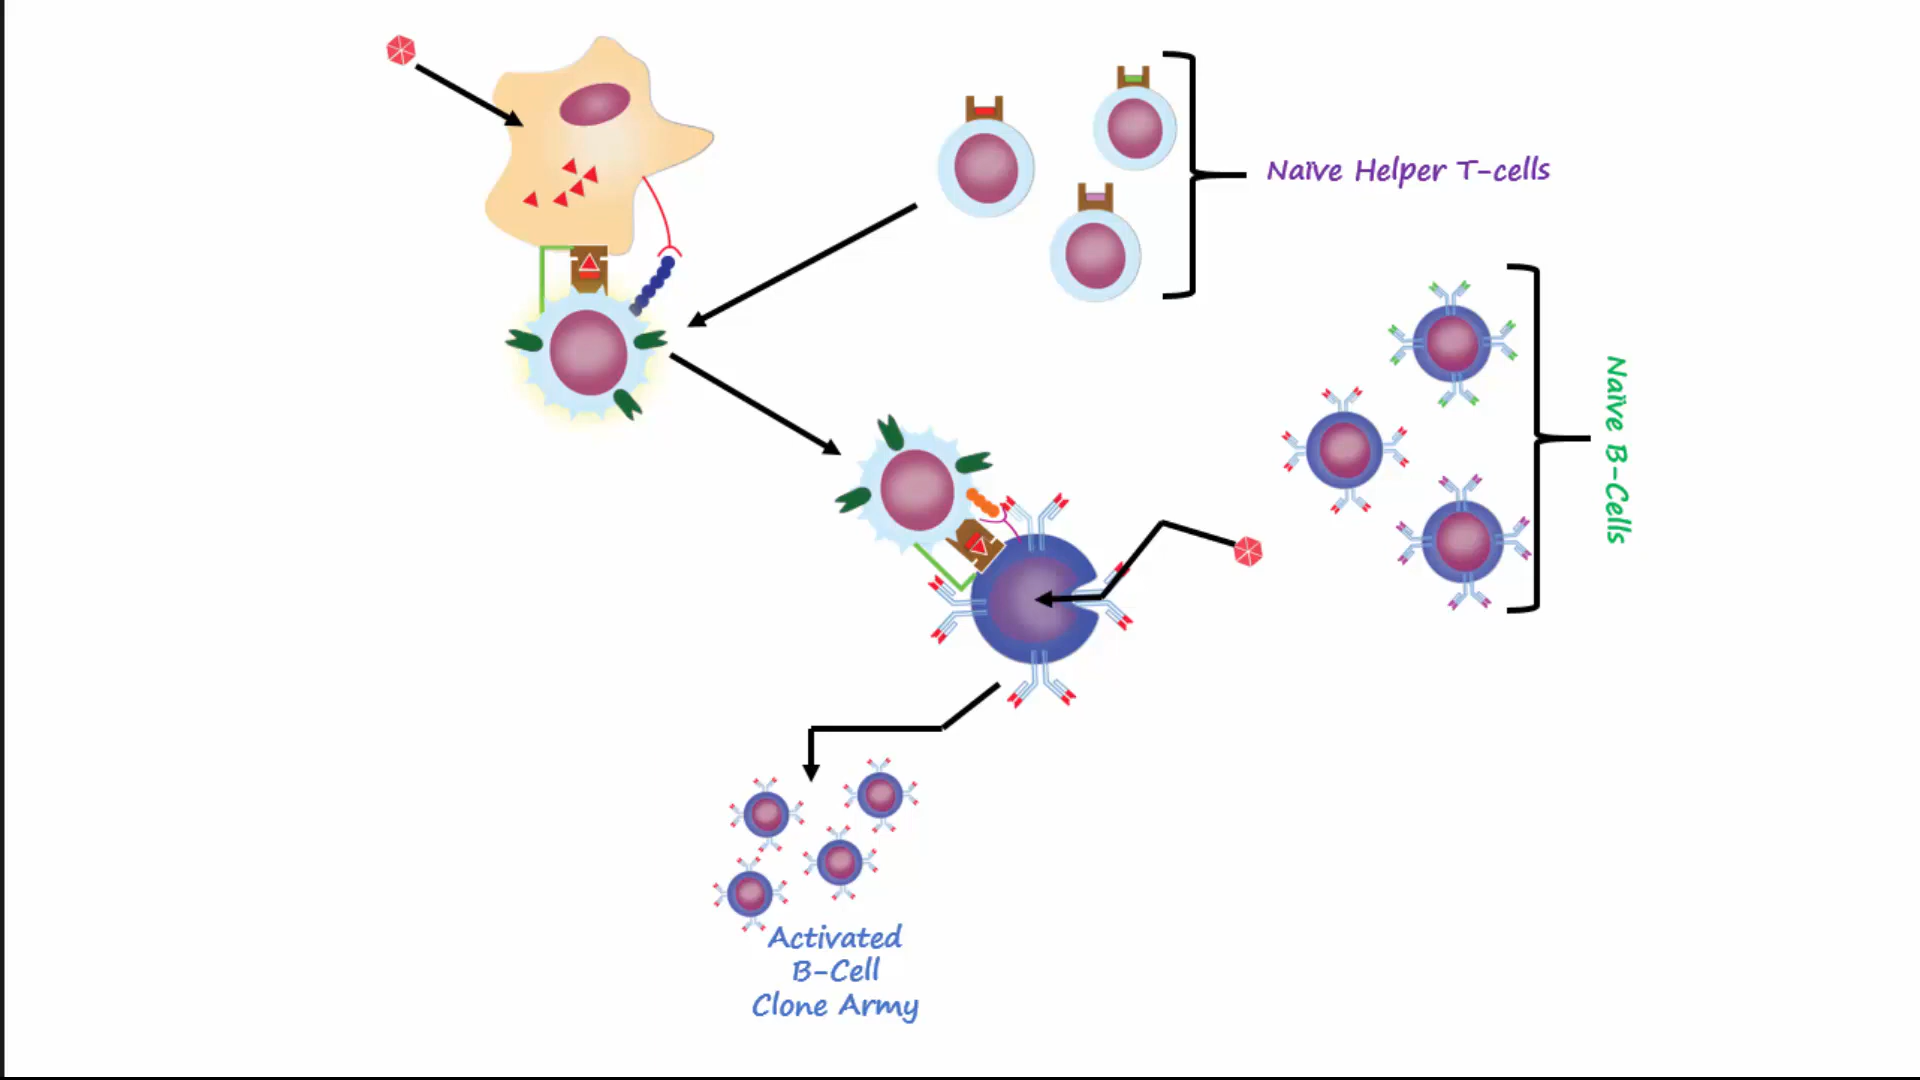 Naïve Helper T-cells
Naïve B-Cells
Activated
B-Cell
Clone Army